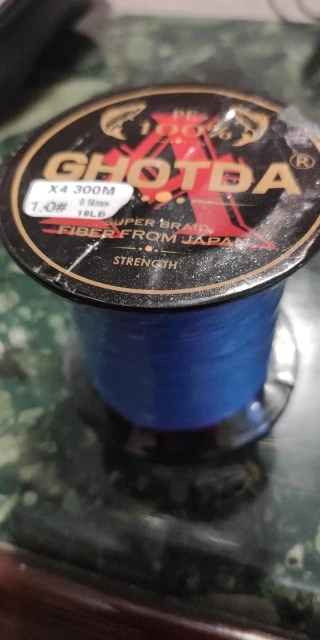 PE
100%
GHOTDA®
X4 300M
1.0# 0.16mm
18LB
SUPER BRAID
FIBER FROM JAPAN
STRENGTH